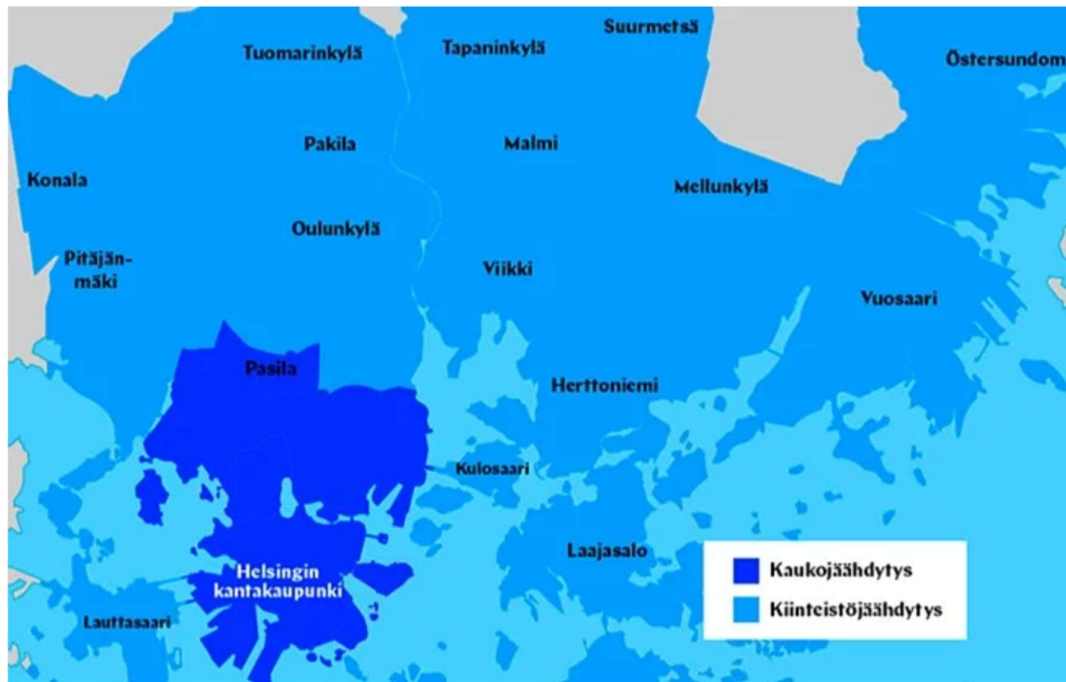 Suurmetsä
Tuomarinkylä
Tapaninkylä
Östersundom
Pakila
Malmi
Konala
Mellunkylä
Oulunkylä
Pitäjän-
mäki
Viikki
Vuosaari
Pasila
Herttoniemi
Kulosaari
Laajasalo
Helsingin
kantakaupunki
Lauttasaari
Kaukojäähdytys
Kiinteistöjäähdytys